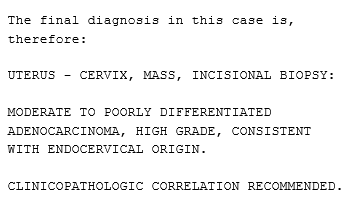 The final diagnosis in this case is,
therefore:
UTERUS - CERVIX, MASS, INCISIONAL BIOPSY:
MODERATE TO POORLY DIFFERENTIATED
ADENOCARCINOMA, HIGH GRADE, CONSISTENT
WITH ENDOCERVICAL ORIGIN.
CLINICOPATHOLOGIC CORRELATION RECOMMENDED.